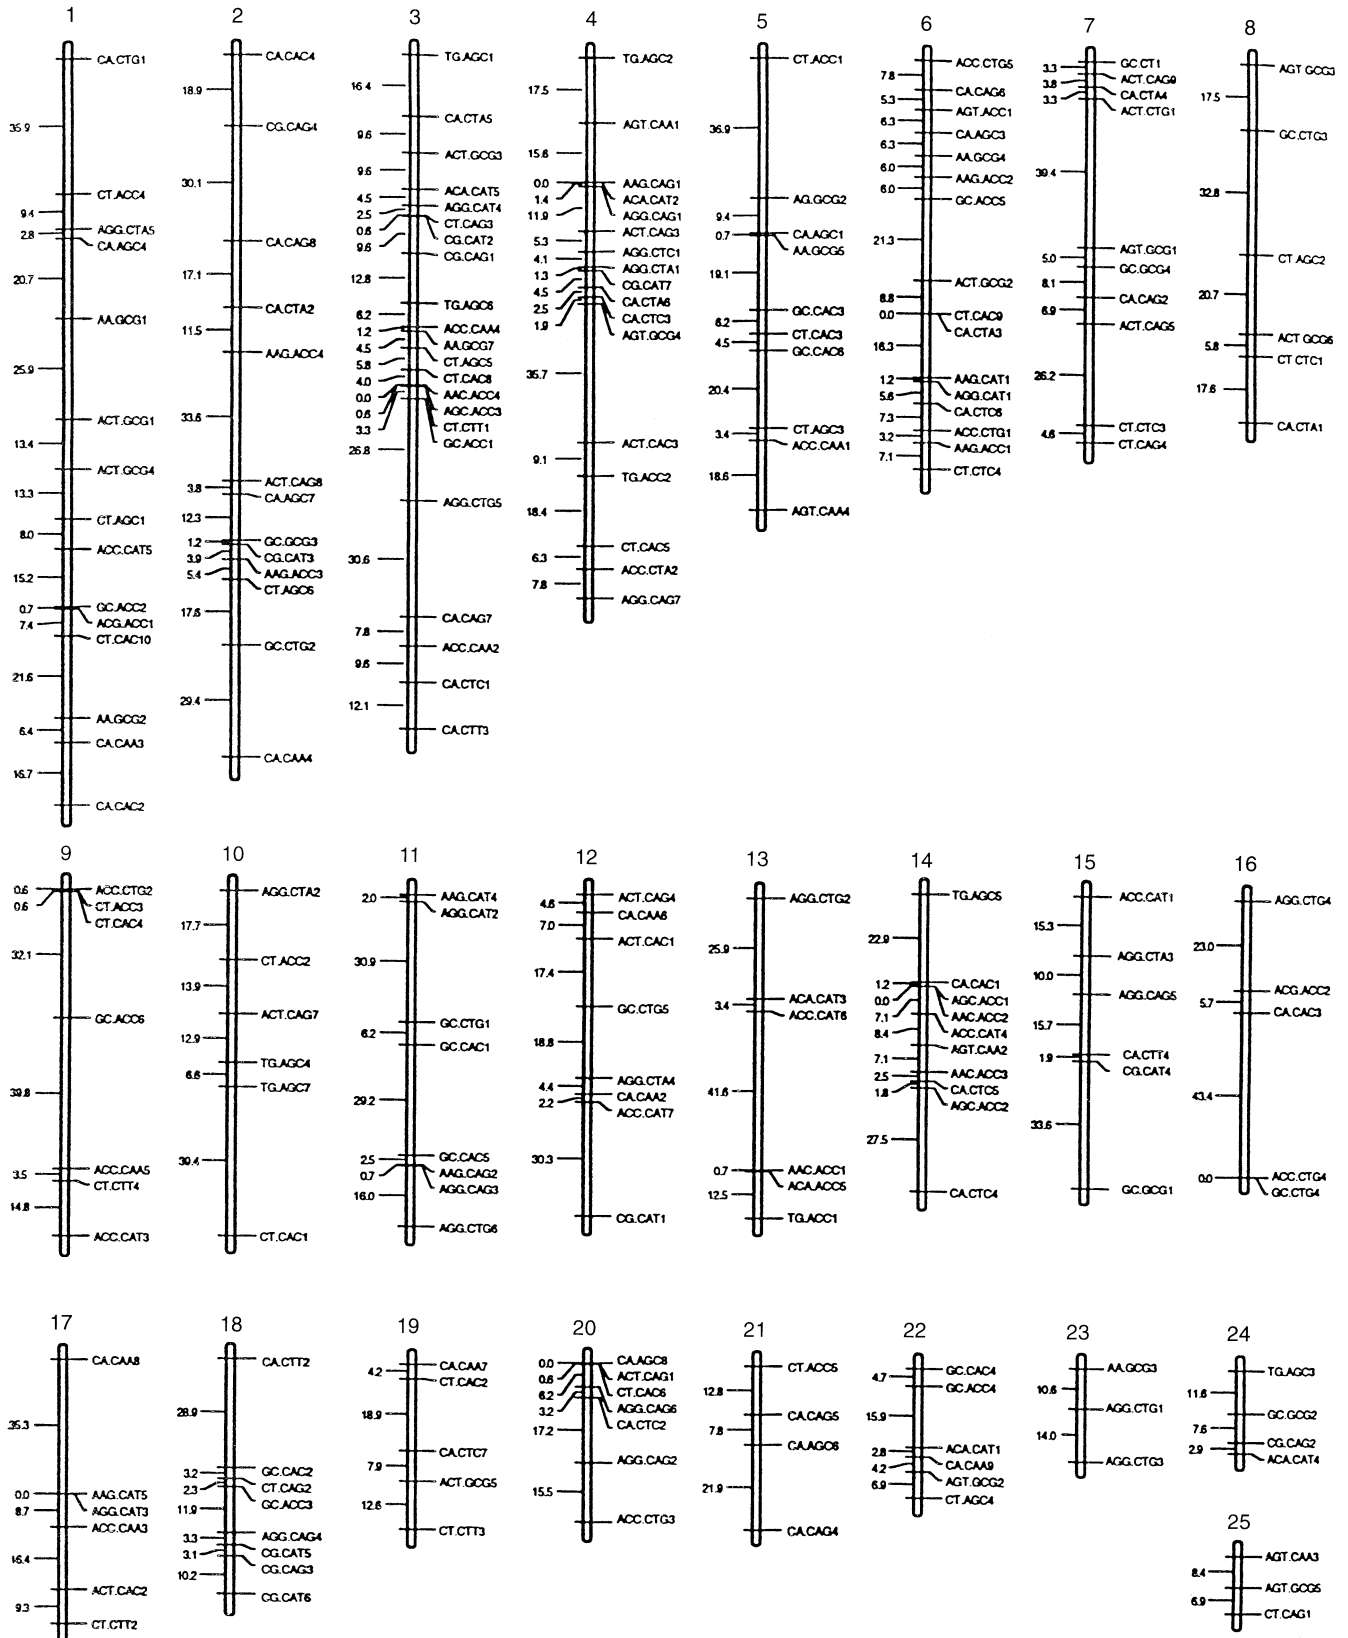 1
CA.CTG1
35.9
CT.ACC4
9.4
AGG.CTA5
2.8
CA.AGC4
20.7
AA.GCG1
25.9
ACT.GCG1
13.4
ACT.GCG4
13.3
CT.AGC1
8.0
ACC.CAT5
15.2
GC.ACC2
0.7
ACG.ACC1
7.4
CT.CAC10
21.6
AA.GCG2
6.4
CA.CAA3
16.7
CA.CAC2
2
CA.CAC4
18.9
CG.CAG4
30.1
CA.CAG8
17.1
CA.CTA2
11.5
AAG.ACC4
33.6
ACT.CAG8
3.8
CA.AGC7
12.3
GC.GCG3
1.2
CG.CAT3
3.9
AAG.ACC3
5.4
CT.AGC6
17.6
GC.CTG2
29.4
CA.CAA4
3
TG.AGC1
16.4
CA.CTA5
9.6
ACT.GCG3
9.6
ACA.CAT5
4.5
AGG.CAT4
2.5
CT.CAG3
0.6
CG.CAT2
9.6
CG.CAG1
12.8
TG.AGC6
6.2
ACC.CAA4
1.2
AA.GCG7
4.5
CT.AGC5
5.8
CT.CAC8
4.0
AAC.ACC4
0.0
AGC.ACC3
0.6
CT.CTT1
3.3
GC.ACC1
26.8
AGG.CTG5
30.6
CA.CAG7
7.8
ACC.CAA2
9.6
CA.CTC1
12.1
CA.CTT3
4
TG.AGC2
17.5
AGT.CAA1
15.6
AAG.CAG1
0.0
ACA.CAT2
1.4
AGG.CAG1
11.9
ACT.CAG3
5.3
AGG.CTC1
4.1
AGG.CTA1
1.3
CG.CAT7
4.5
CA.CTA6
2.5
CA.CTC3
1.9
AGT.GCG4
35.7
ACT.CAC3
9.1
TG.ACC2
18.4
CT.CAC5
6.3
ACC.CTA2
7.8
AGG.CAG7
5
CT.ACC1
36.9
AG.GCG2
9.4
CA.AGC1
0.7
AA.GCG5
19.1
GC.CAC3
6.2
CT.CAC3
4.5
GC.CAC6
20.4
CT.AGC3
3.4
ACC.CAA1
18.6
AGT.CAA4
6
ACC.CTG5
7.8
CA.CAG6
5.3
AGT.ACC1
6.3
CA.AGC3
6.3
AA.GCG4
6.0
AAG.ACC2
6.0
GC.ACC5
21.3
ACT.GCG2
8.8
CT.CAC9
0.0
CA.CTA3
16.3
AAG.CAT1
1.2
AGG.CAT1
5.6
CA.CTC6
7.3
ACC.CTG1
3.2
AAG.ACC1
7.1
CT.CTC4
7
GC.CT1
3.3
ACT.CAG9
3.8
CA.CTA4
3.3
ACT.CTG1
39.4
AGT.GCG1
5.0
GC.GCG4
8.1
CA.CAG2
6.9
ACT.CAG5
26.2
CT.CTC3
4.6
CT.CAG4
8
AGT.GCG3
17.5
GC.CTG3
32.8
CT.AGC2
20.7
ACT.GCG6
5.8
CT.CTC1
17.6
CA.CTA1
9
ACC.CTG2
0.6
CT.ACC3
0.6
CT.CAC4
32.1
GC.ACC6
39.8
ACC.CAA5
3.5
CT.CTT4
14.8
ACC.CAT3
10
AGG.CTA2
17.7
CT.ACC2
13.9
ACT.CAG7
12.9
TG.AGC4
6.6
TG.AGC7
39.4
CT.CAC1
11
AAG.CAT4
2.0
AGG.CAT2
30.9
GC.CTG1
6.2
GC.CAC1
29.2
GC.CAC5
2.5
AAG.CAG2
0.7
AGG.CAG3
16.0
AGG.CTG6
12
ACT.CAG4
4.6
CA.CAA6
7.0
ACT.CAC1
17.4
GC.CTG5
18.8
AGG.CTA4
4.4
CA.CAA2
2.2
ACC.CAT7
30.3
CG.CAT1
13
AGG.CTG2
25.9
ACA.CAT3
3.4
ACC.CAT6
41.6
AAC.ACC1
0.7
ACA.ACC5
12.5
TG.ACC1
14
TG.AGC5
22.9
CA.CAC1
1.2
AGC.ACC1
0.0
AAC.ACC2
7.1
ACC.CAT4
8.4
AGT.CAA2
7.1
AAC.ACC3
2.5
CA.CTC5
1.8
AGC.ACC2
27.5
CA.CTC4
15
ACC.CAT1
15.3
AGG.CTA3
10.0
AGG.CAG5
15.7
CA.CTT4
1.9
CG.CAT4
33.6
GC.GCG1
16
AGG.CTG4
23.0
ACG.ACC2
5.7
CA.CAC3
43.4
ACC.CTG4
0.0
GC.CTG4
17
CA.CAA8
35.3
AAG.CAT5
0.0
AGG.CAT3
8.7
ACC.CAA3
16.4
ACT.CAC2
9.3
CT.CTT2
18
CA.CTT2
28.9
GC.CAC2
3.2
CT.CAG2
2.3
GC.ACC3
11.9
AGG.CAG4
3.3
CG.CAT5
3.1
CG.CAG3
10.2
CG.CAT6
19
CA.CAA7
4.2
CT.CAC2
18.9
CA.CTC7
7.9
ACT.GCG5
12.6
CT.CTT3
20
CA.AGC8
0.0
ACT.CAG1
0.6
CT.CAC6
6.2
AGG.CAG6
3.2
CA.CTC2
17.2
AGG.CAG2
15.5
ACC.CTG3
21
CT.ACC5
12.8
CA.CAG5
7.8
CA.AGC6
21.9
CA.CAG4
22
GC.CAC4
4.7
GC.ACC4
15.9
ACA.CAT1
2.8
CA.CAA9
4.2
AGT.GCG2
6.9
CT.AGC4
23
AA.GCG3
10.6
AGG.CTG1
14.0
AGG.CTG3
24
TG.AGC3
11.6
GC.GCG2
7.6
CG.CAG2
2.9
ACA.CAT4
25
AGT.CAA3
8.4
AGT.GCG5
6.9
CT.CAG1